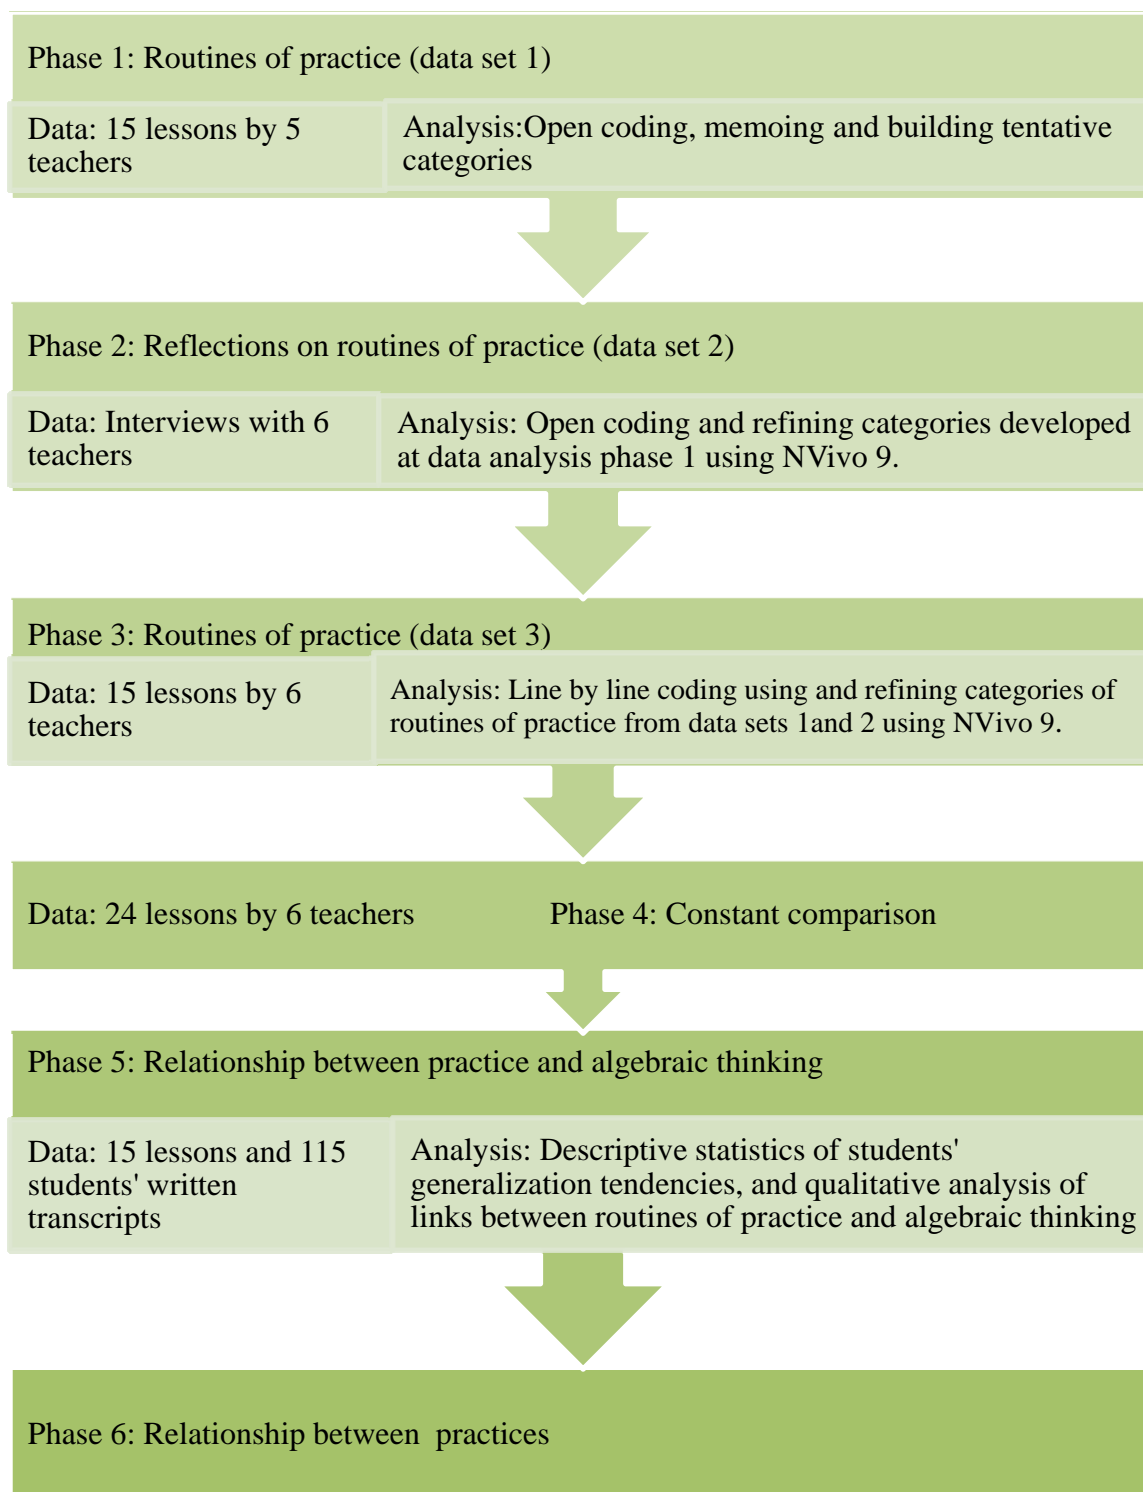 Phase 1: Routines of practice (data set 1)
Data: 15 lessons by 5
teachers
Analysis:Open coding, memoing and building tentative
categories
Phase 2: Reflections on routines of practice (data set 2)
Data: Interviews with 6
teachers
Analysis: Open coding and refining categories developed
at data analysis phase 1 using NVivo 9.
Phase 3: Routines of practice (data set 3)
Data: 15 lessons by 6
teachers
Analysis: Line by line coding using and refining categories of
routines of practice from data sets 1and 2 using NVivo 9.
Data: 24 lessons by 6 teachers
Phase 4: Constant comparison
Phase 5: Relationship between practice and algebraic thinking
Data: 15 lessons and 115
students' written
transcripts
Analysis: Descriptive statistics of students'
generalization tendencies, and qualitative analysis of
links between routines of practice and algebraic thinking
Phase 6: Relationship between  practices